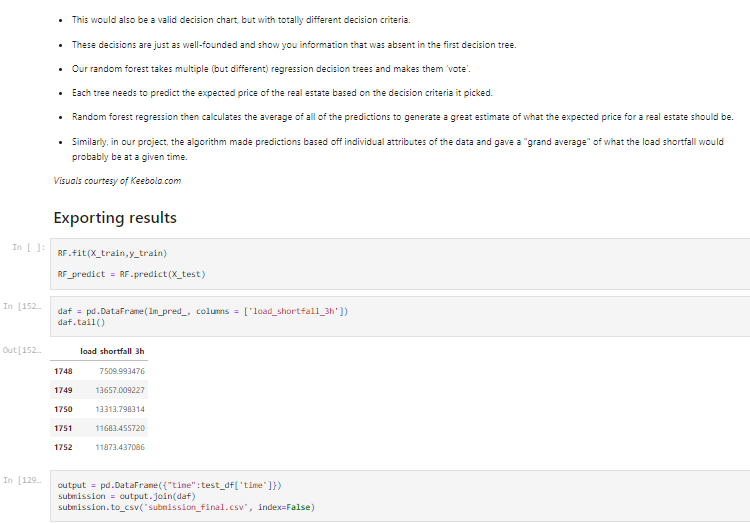 • This would also be a valid decision chart, but with totally different decision criteria.
• These decisions are just as well-founded and show you information that was absent in the first decision tree.
• Our random forest takes multiple (but different) regression decision trees and makes them 'vote'.
• Each tree needs to predict the expected price of the real estate based on the decision criteria it picked.
• Random forest regression then calculates the average of all of the predictions to generate a great estimate of what the expected price for a real estate should be.
• Similarly, in our project, the algorithm made predictions based off individual attributes of the data and gave a "grand average" of what the load shortfall would
probably be at a given time.
Visuals courtesy of Keebola.com
Exporting results
In [ ]:
RF.fit(X_train,y_train)
RF_predict = RF.predict(X_test)
In [152…
daf = pd.DataFrame(lm_pred_, columns = ['load_shortfall_3h'])
daf.tail()
Out[152…
load_shortfall_3h
1748 7509.993476
1749 13657.009227
1750 13313.798314
1751 11683.455720
1752 11873.437086
In [129…
output = pd.DataFrame({"time":test_df['time']})
submission = output.join(daf)
submission.to_csv('submission_final.csv', index=False)